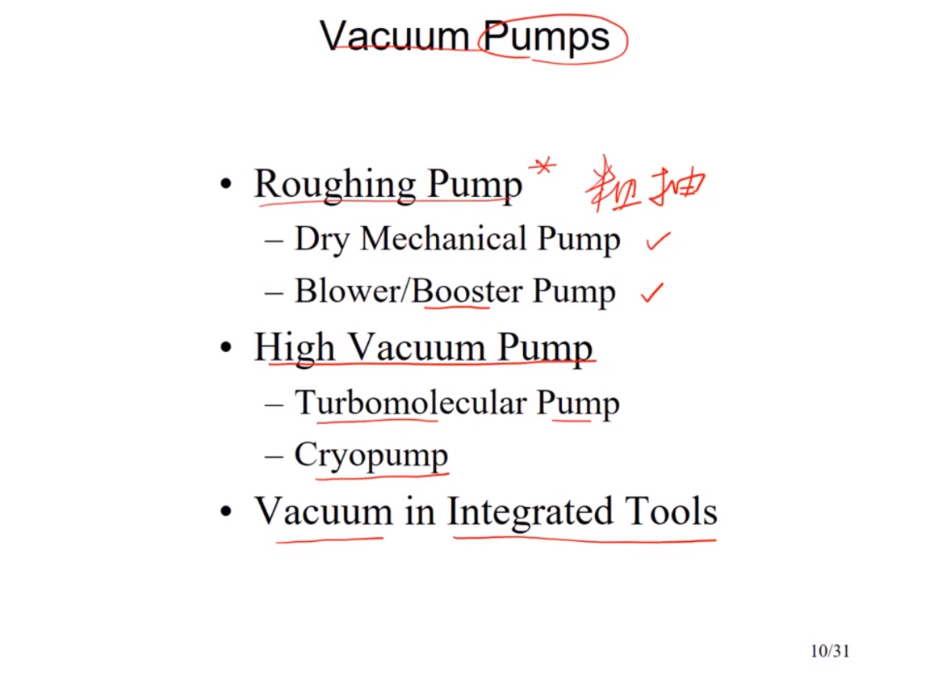 Vacuum Pumps
• Roughing Pump * 粗抽
– Dry Mechanical Pump ✓
– Blower/Booster Pump ✓
• High Vacuum Pump
– Turbomolecular Pump
– Cryopump
• Vacuum in Integrated Tools
10/31